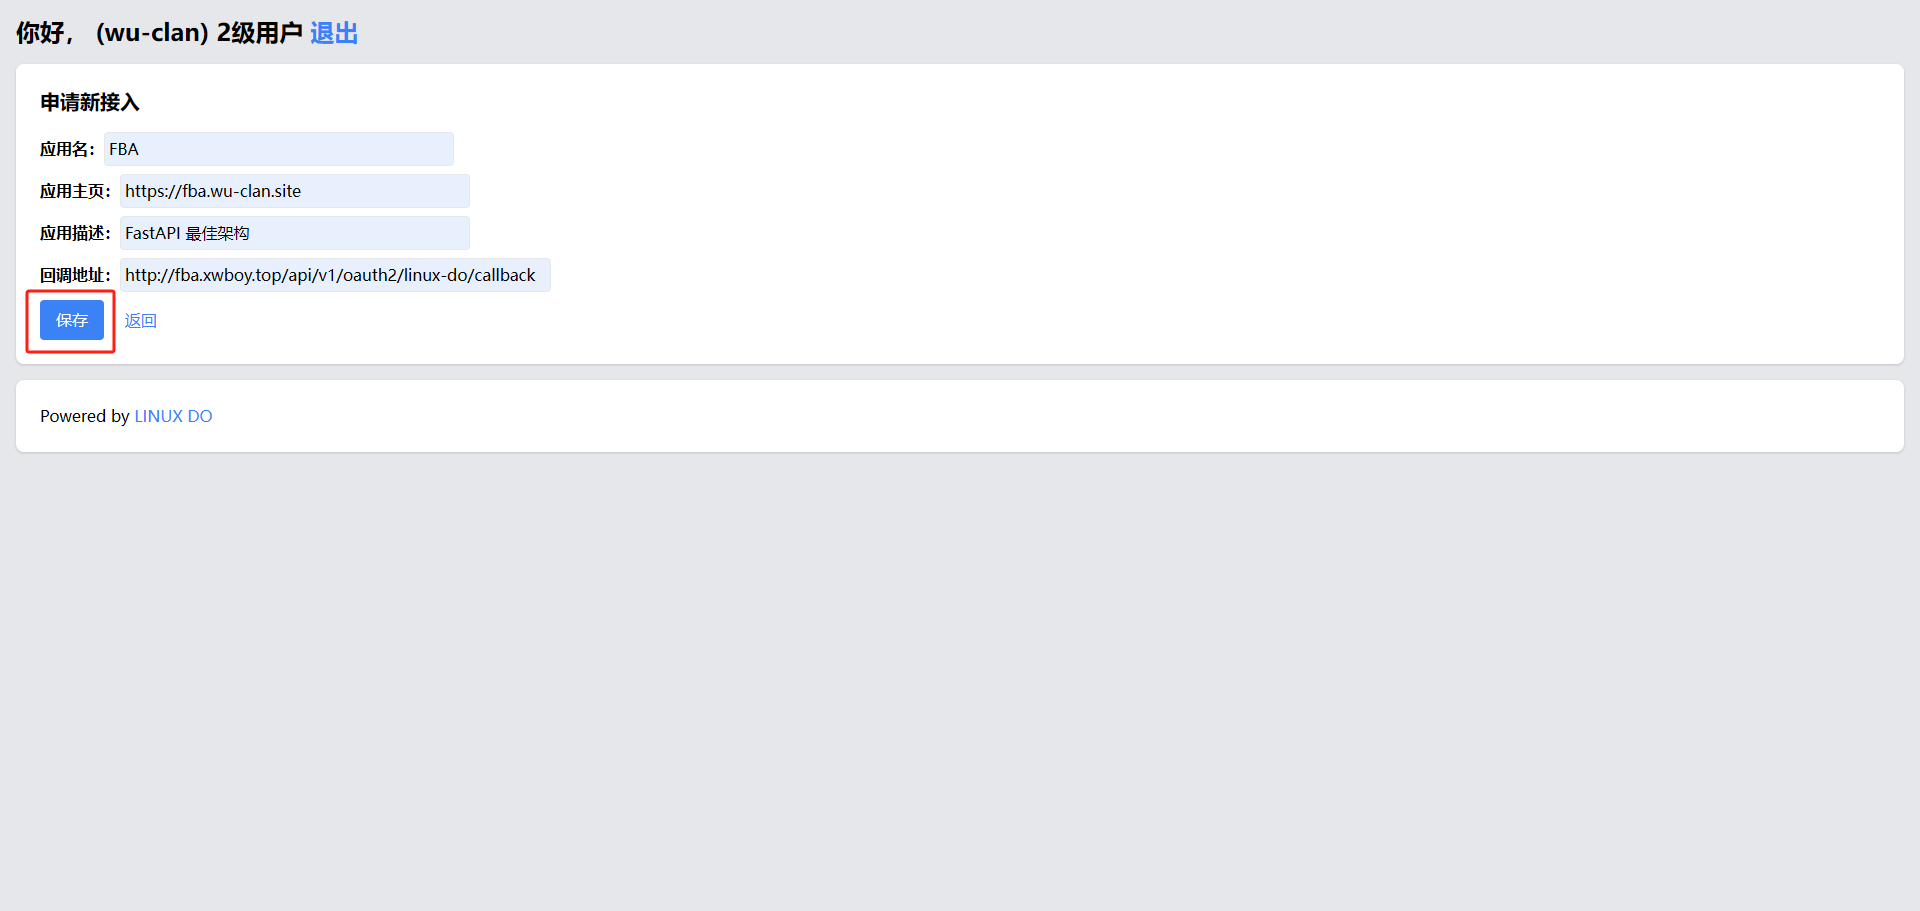 你好， (wu-clan) 2级用户 退出
申请新接入
应用名： FBA
应用主页： https://fba.wu-clan.site
应用描述： FastAPI 最佳架构
回调地址： http://fba.xwboy.top/api/v1/oauth2/linux-do/callback
保存 返回
Powered by LINUX DO